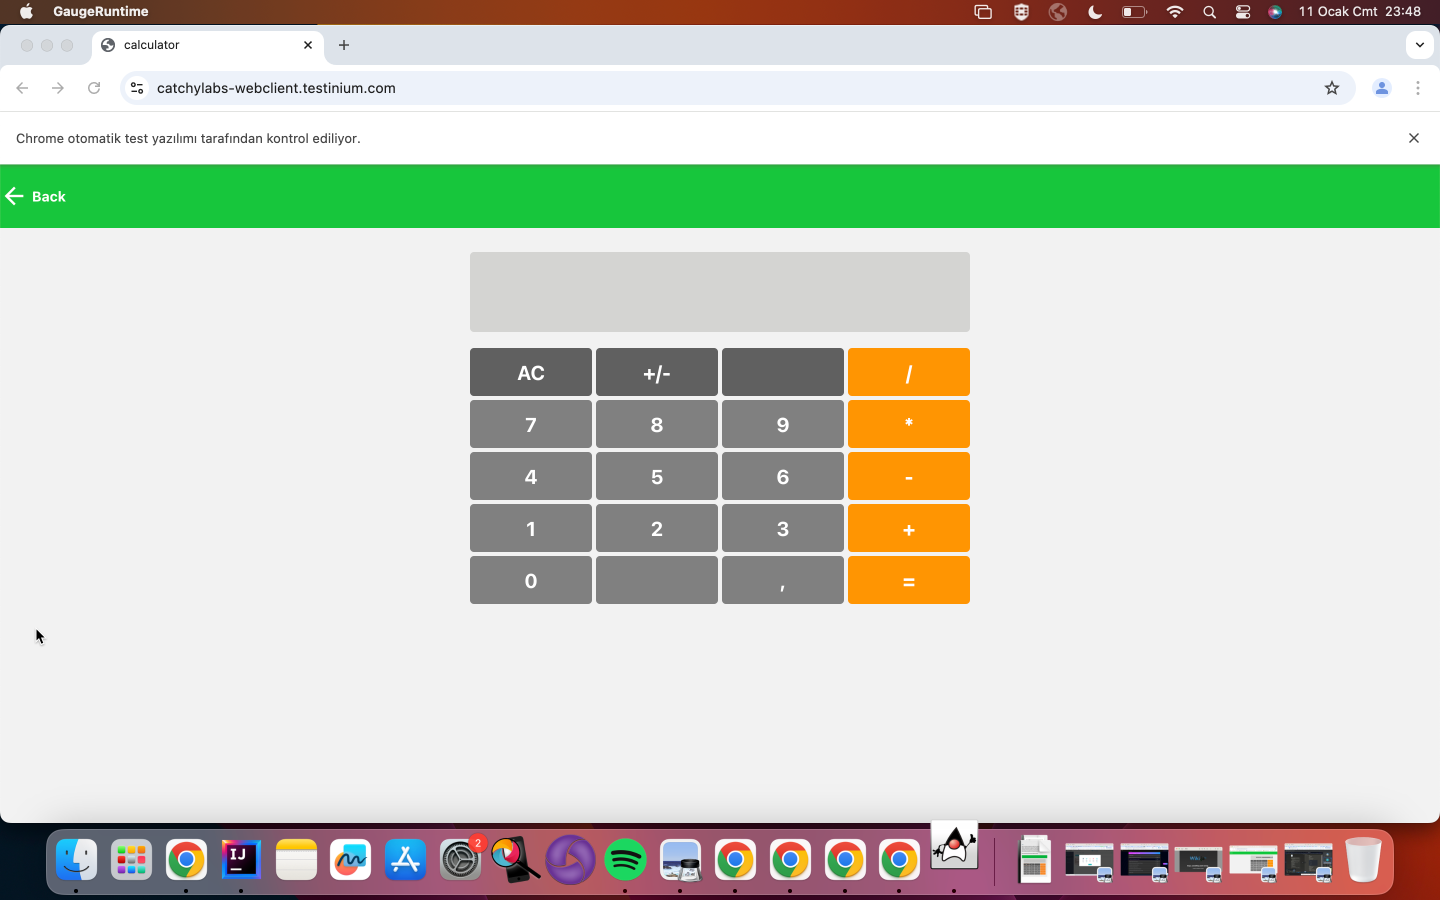 GaugeRuntime
11 Ocak Cmt 23:48
calculator
catchylabs-webclient.testinium.com
Chrome otomatik test yazılımı tarafından kontrol ediliyor.
Back
AC +/- /
7 8 9 *
4 5 6 -
1 2 3 +
0 , =
IJ
2